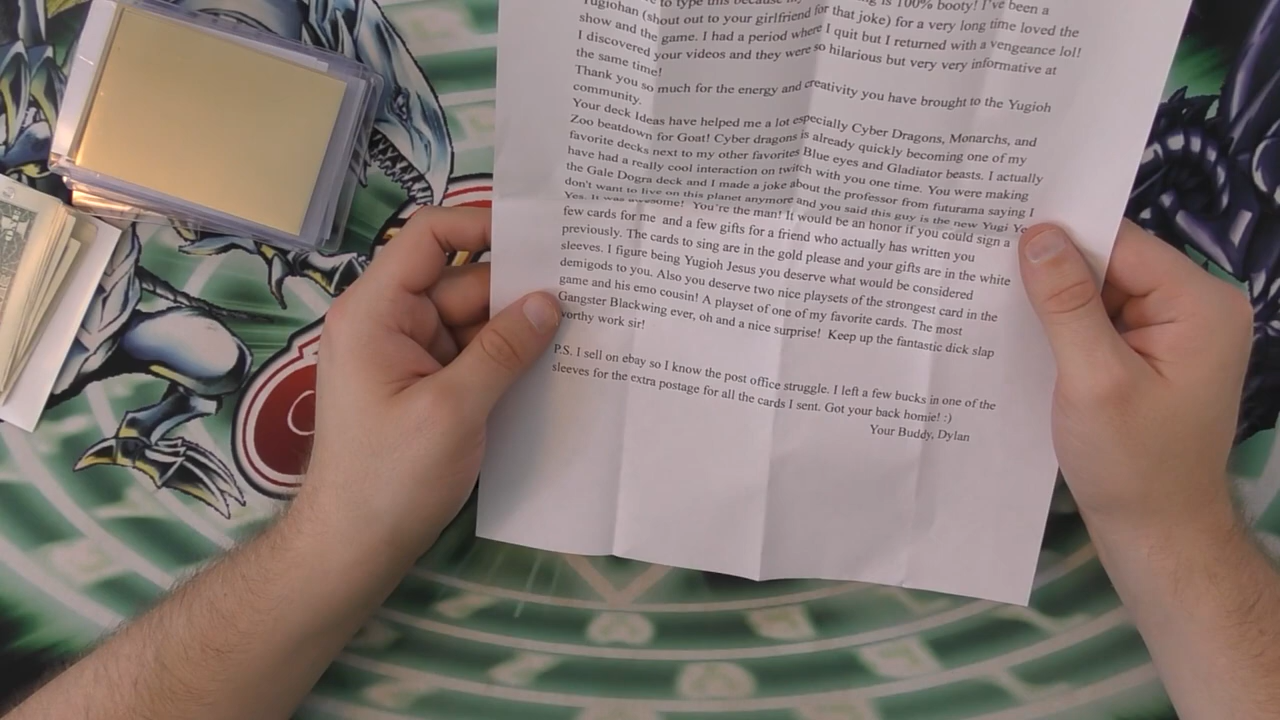 to type this because is 100% booty! I've been a
Yugiohan (shout out to your girlfriend for that joke) for a very long time loved the
show and the game. I had a period where I quit but I returned with a vengeance lol!
I discovered your videos and they were so hilarious but very very informative at
the same time!
Thank you so much for the energy and creativity you have brought to the Yugioh
community.
Your deck Ideas have helped me a lot especially Cyber Dragons, Monarchs, and
Zoo beatdown for Goat! Cyber dragons is already quickly becoming one of my
favorite decks next to my other favorites Blue eyes and Gladiator beasts. I actually
have had a really cool interaction on twitch with you one time. You were making
the Gale Dogra deck and I made a joke about the professor from futurama saying I
don't want to live on this planet anymore and you said this guy is the new Yugi Ye
Yes. It was awesome! You're the man! It would be an honor if you could sign a
few cards for me and a few gifts for a friend who actually has written you
previously. The cards to sing are in the gold please and your gifts are in the white
sleeves. I figure being Yugioh Jesus you deserve what would be considered
demigods to you. Also you deserve two nice playsets of the strongest card in the
game and his emo cousin! A playset of one of my favorite cards. The most
Gangster Blackwing ever, oh and a nice surprise! Keep up the fantastic dick slap
worthy work sir!
P.S. I sell on ebay so I know the post office struggle. I left a few bucks in one of the
sleeves for the extra postage for all the cards I sent. Got your back homie! :)
Your Buddy, Dylan